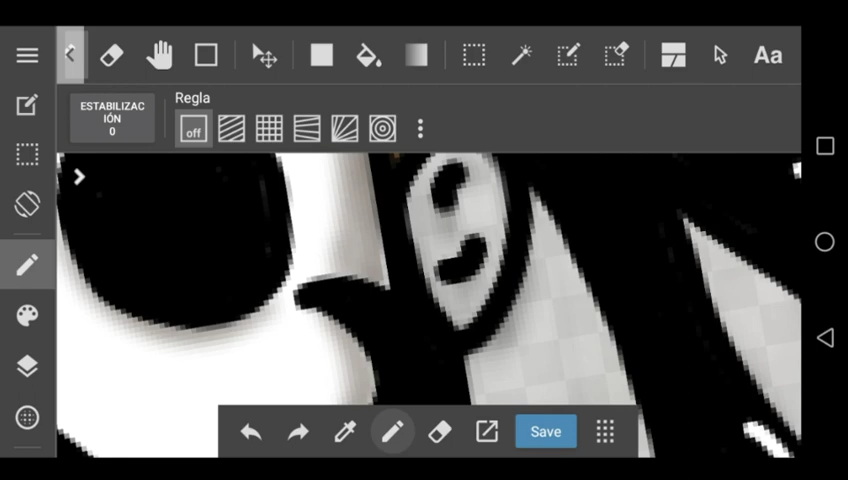 Aa
ESTABILIZAC
IÓN
0
Regla
off
Save